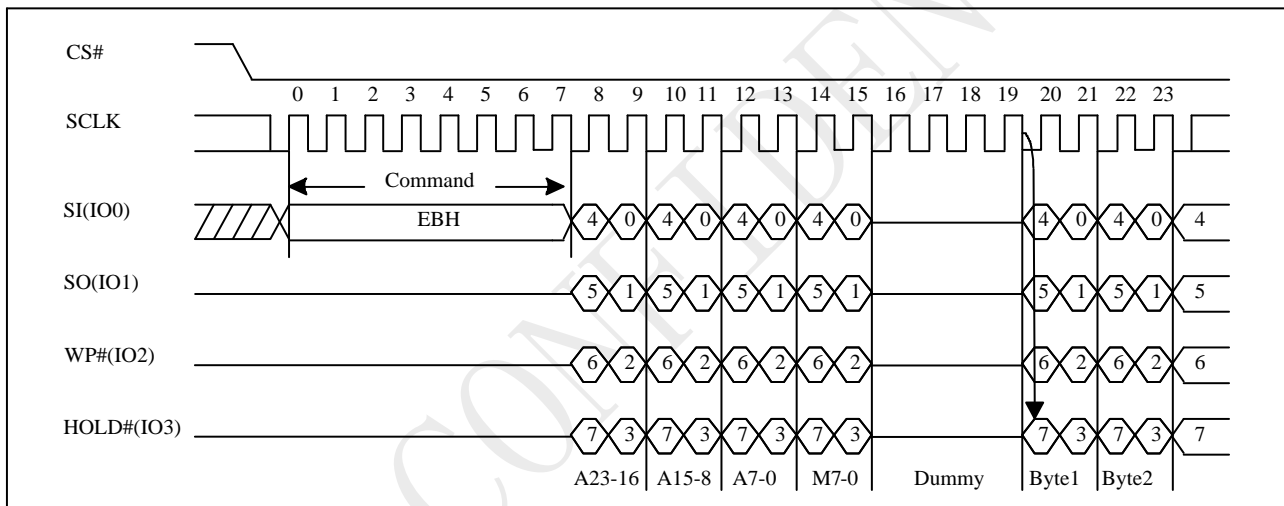 CS#
0 1 2 3 4 5 6 7 8 9 10 11 12 13 14 15 16 17 18 19 20 21 22 23
SCLK
Command
SI(IO0) EBH 4 0 4 0 4 0 4 0 4 0 4 0 4
SO(IO1) 5 1 5 1 5 1 5 1 5 1 5 1 5
WP#(IO2) 6 2 6 2 6 2 6 2 6 2 6 2 6
HOLD#(IO3) 7 3 7 3 7 3 7 3 7 3 7 3 7
A23-16 A15-8 A7-0 M7-0 Dummy Byte1 Byte2
CONFIDEN